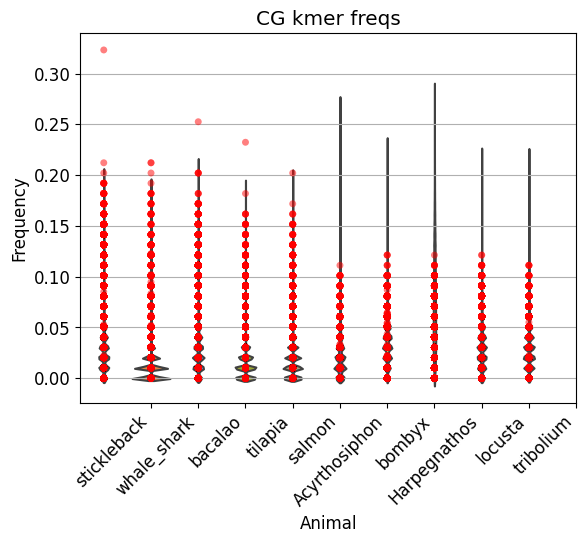 CG kmer freqs
0.30
0.25
0.20
0.15
0.10
0.05
0.00
Frequency
stickleback
whale_shark
bacalao
tilapia
salmon
Acyrthosiphon
bombyx
Harpegnathos
locusta
tribolium
Animal